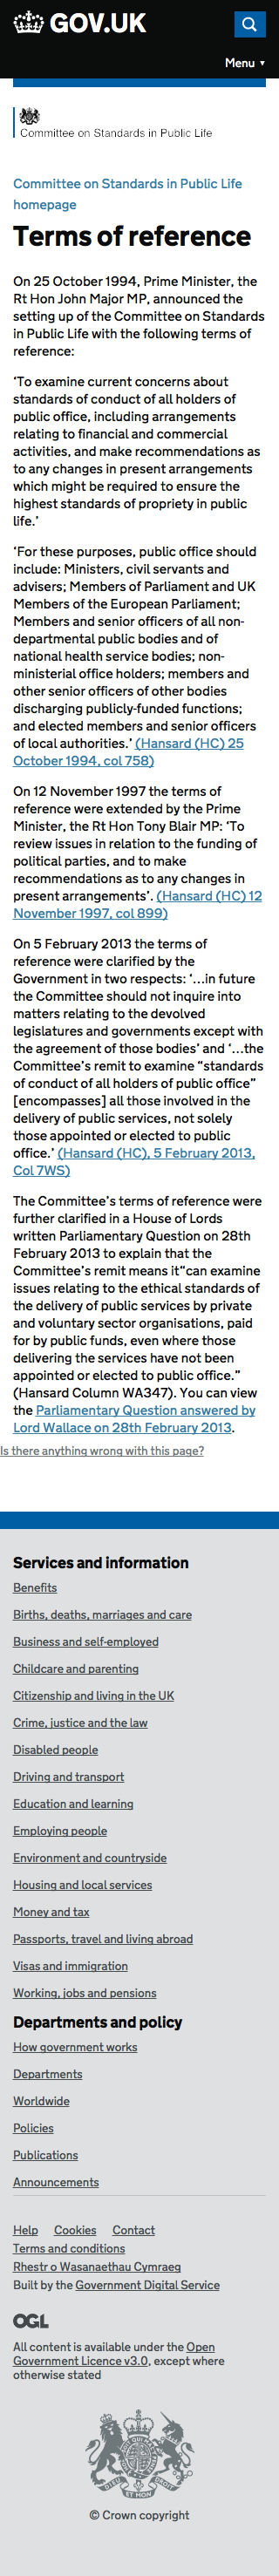 GOV.UK
Menu ▼
Committee on Standards in Public Life
Committee on Standards in Public Life
homepage
Terms of reference
On 25 October 1994, Prime Minister, the
Rt Hon John Major MP, announced the
setting up of the Committee on Standards
in Public Life with the following terms of
reference:
‘To examine current concerns about
standards of conduct of all holders of
public office, including arrangements
relating to financial and commercial
activities, and make recommendations as
to any changes in present arrangements
which might be required to ensure the
highest standards of propriety in public
life.’
‘For these purposes, public office should
include: Ministers, civil servants and
advisers; Members of Parliament and UK
Members of the European Parliament;
Members and senior officers of all non-
departmental public bodies and of
national health service bodies; non-
ministerial office holders; members and
other senior officers of other bodies
discharging publicly-funded functions;
and elected members and senior officers
of local authorities.’ (Hansard (HC) 25
October 1994, col 758)
On 12 November 1997 the terms of
reference were extended by the Prime
Minister, the Rt Hon Tony Blair MP: ‘To
review issues in relation to the funding of
political parties, and to make
recommendations as to any changes in
present arrangements’. (Hansard (HC) 12
November 1997, col 899)
On 5 February 2013 the terms of
reference were clarified by the
Government in two respects: ‘…in future
the Committee should not inquire into
matters relating to the devolved
legislatures and governments except with
the agreement of those bodies’ and ‘…the
Committee’s remit to examine “standards
of conduct of all holders of public office”
[encompasses] all those involved in the
delivery of public services, not solely
those appointed or elected to public
office.’ (Hansard (HC), 5 February 2013,
Col 7WS)
The Committee’s terms of reference were
further clarified in a House of Lords
written Parliamentary Question on 28th
February 2013 to explain that the
Committee’s remit means it“can examine
issues relating to the ethical standards of
the delivery of public services by private
and voluntary sector organisations, paid
for by public funds, even where those
delivering the services have not been
appointed or elected to public office.”
(Hansard Column WA347). You can view
the Parliamentary Question answered by
Lord Wallace on 28th February 2013.
Is there anything wrong with this page?
Services and information
Benefits
Births, deaths, marriages and care
Business and self-employed
Childcare and parenting
Citizenship and living in the UK
Crime, justice and the law
Disabled people
Driving and transport
Education and learning
Employing people
Environment and countryside
Housing and local services
Money and tax
Passports, travel and living abroad
Visas and immigration
Working, jobs and pensions
Departments and policy
How government works
Departments
Worldwide
Policies
Publications
Announcements
Help Cookies Contact
Terms and conditions
Rhestr o Wasanaethau Cymraeg
Built by the Government Digital Service
OGL
All content is available under the Open
Government Licence v3.0, except where
otherwise stated
© Crown copyright